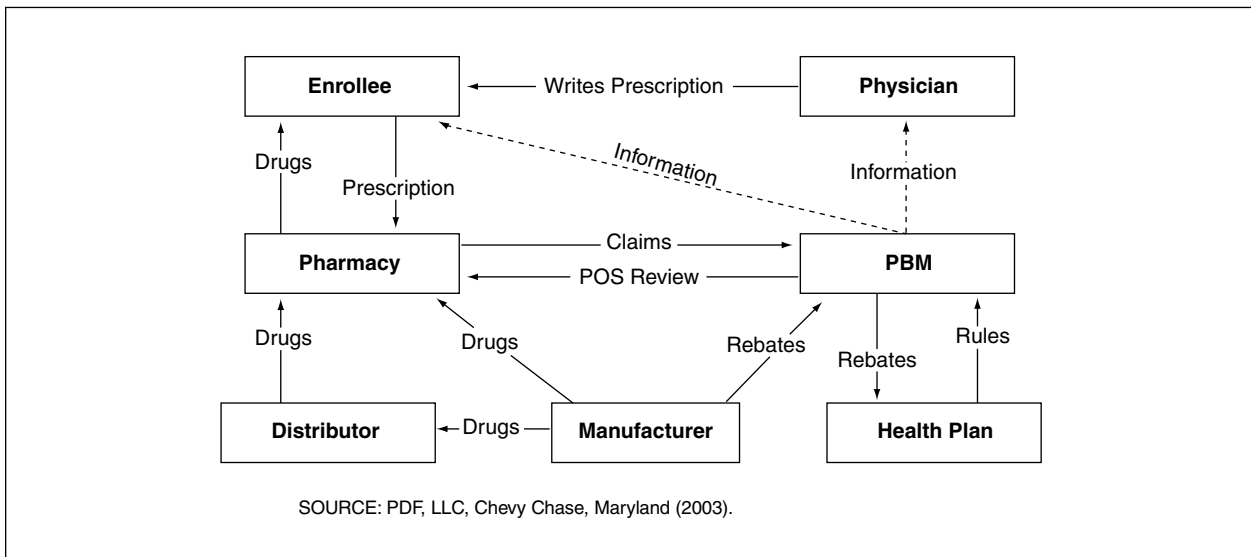 Enrollee
Writes Prescription
Physician
Drugs
Information
Information
Prescription
Claims
Pharmacy
PBM
POS Review
Drugs
Drugs
Rebates
Rebates
Rules
Distributor
Drugs
Manufacturer
Health Plan
SOURCE: PDF, LLC, Chevy Chase, Maryland (2003).